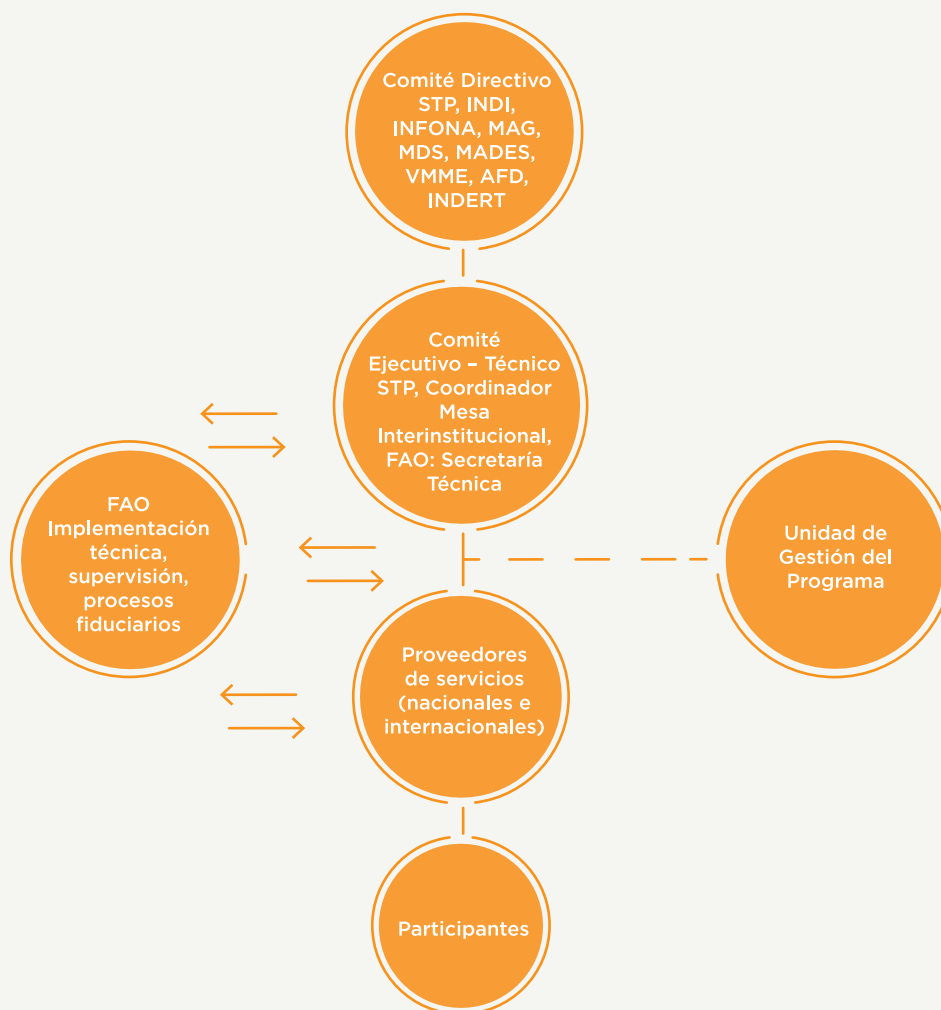 Comité Directivo
STP, INDI,
INFONA, MAG,
MDS, MADES,
VMME, AFD,
INDERT
Comité
Ejecutivo – Técnico
STP, Coordinador
Mesa
Interinstitucional,
FAO: Secretaría
Técnica
FAO
Implementación
técnica,
supervisión,
procesos
fiduciarios
Unidad de
Gestión del
Programa
Proveedores
de servicios
(nacionales e
internacionales)
Participantes